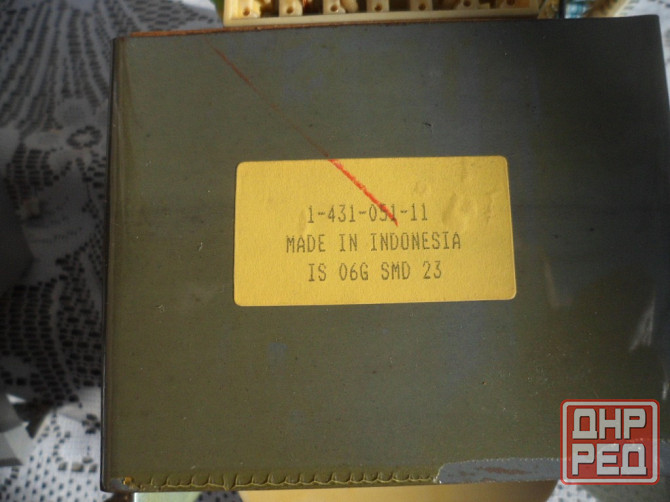 1-431-051-11
MADE IN INDONESIA
IS 06G SMD 23
ДНР
РЕД